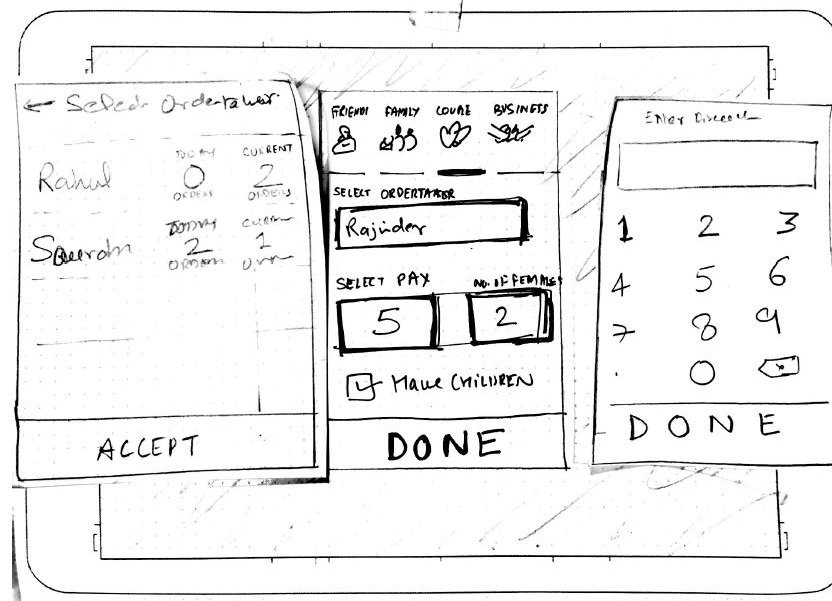 ← Select Ordertaker
Rahul
TODAY
0
ORDERS
CURRENT
2
ORDERS
Saurabh
TODAY
2
ORDERS
1
ACCEPT
FRIENDS FAMILY COUPLE BUSINESS
SELECT ORDERTAKER
Rajinder
SELECT PAX
NO. OF FEMALES
5
2
Have CHILDREN
DONE
Enter
1 2 3
4 5 6
7 8 9
. 0
DONE